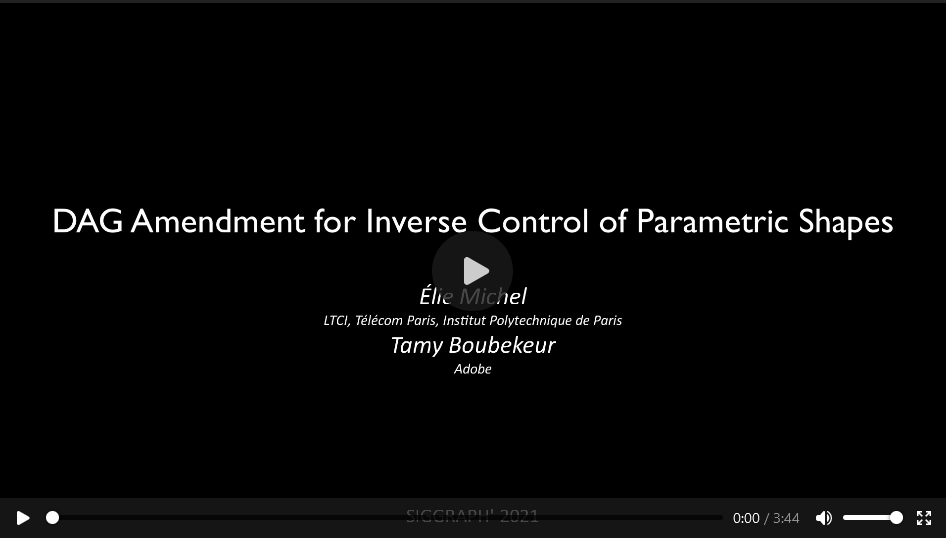 DAG Amendment for Inverse Control of Parametric Shapes
Élie Michel
LTCI, Télécom Paris, Institut Polytechnique de Paris
Tamy Boubekeur
Adobe
SIGGRAPH' 2021
0:00 / 3:44